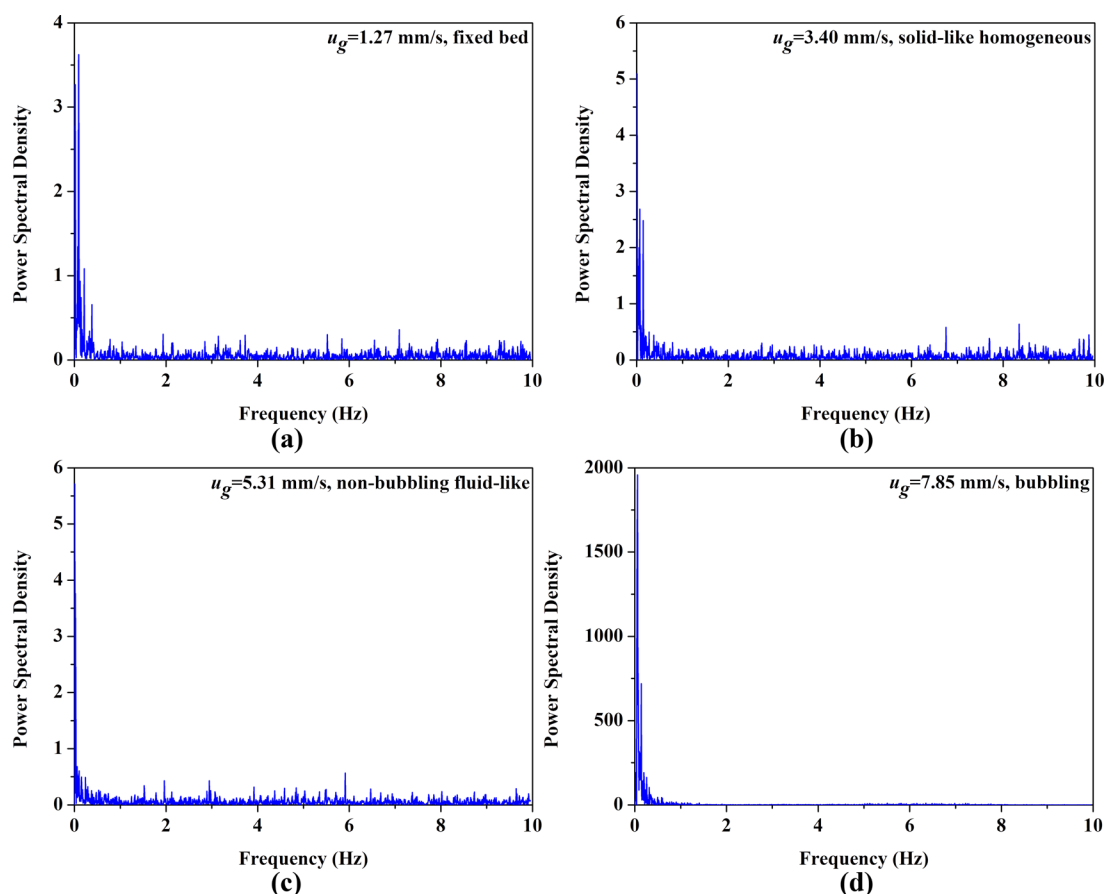 u_g=1.27 mm/s, fixed bed
4
3
2
1
0
Power Spectral Density
0 2 4 6 8 10
Frequency (Hz)
(a)
u_g=3.40 mm/s, solid-like homogeneous
6
5
4
3
2
1
0
Power Spectral Density
0 2 4 6 8 10
Frequency (Hz)
(b)
u_g=5.31 mm/s, non-bubbling fluid-like
6
5
4
3
2
1
0
Power Spectral Density
0 2 4 6 8 10
Frequency (Hz)
(c)
u_g=7.85 mm/s, bubbling
2000
1500
1000
500
0
Power Spectral Density
0 2 4 6 8 10
Frequency (Hz)
(d)